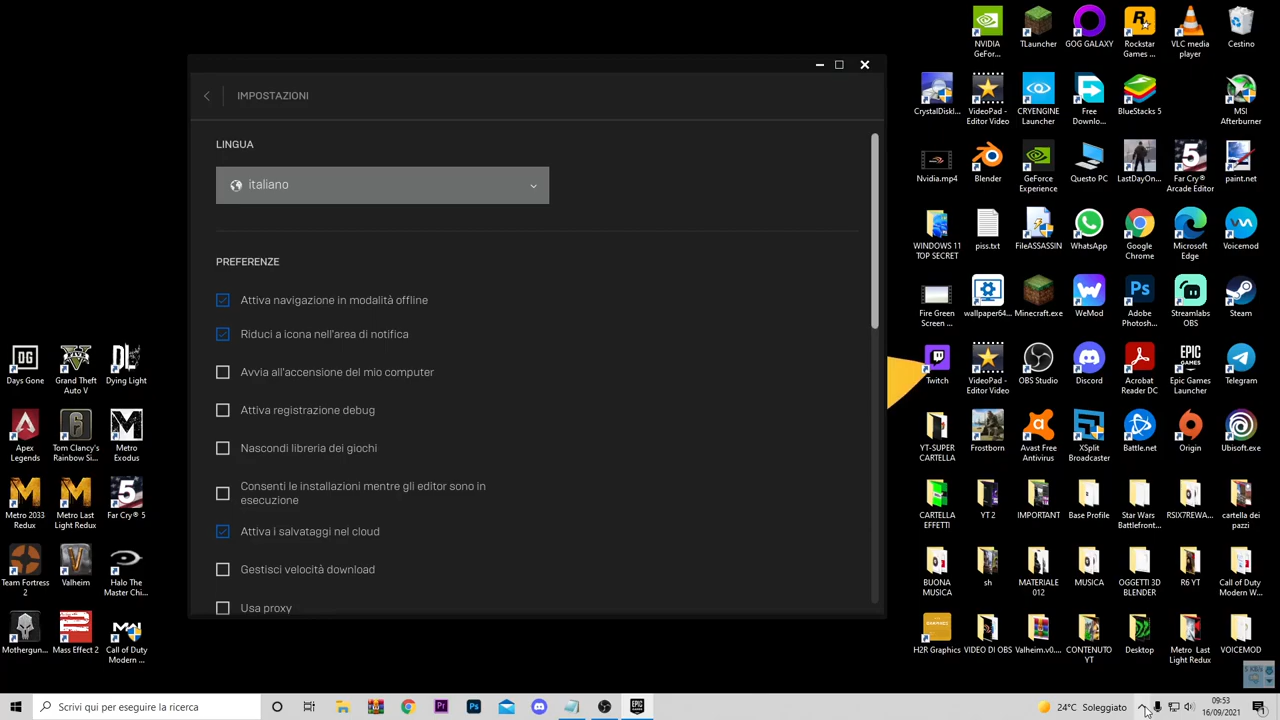 IMPOSTAZIONI
LINGUA
italiano
PREFERENZE
Attiva navigazione in modalità offline
Riduci a icona nell'area di notifica
Avvia all'accensione del mio computer
Attiva registrazione debug
Nascondi libreria dei giochi
Consenti le installazioni mentre gli editor sono in
esecuzione
Attiva i salvataggi nel cloud
Gestisci velocità download
Usa proxy
Days Gone
Grand Theft
Auto V
Dying Light
Apex
Legends
Tom Clancy's
Rainbow Si...
Metro
Exodus
Metro 2033
Redux
Metro Last
Light Redux
Far Cry® 5
Team Fortress
2
Valheim
Halo The
Master Chi...
Mothergun...
Mass Effect 2
Call of Duty
Modern ...
NVIDIA
GeFor...
TLauncher
GOG GALAXY
Rockstar
Games ...
VLC media
player
Cestino
CrystalDiskI...
VideoPad -
Editor Video
CRYENGINE
Launcher
Free
Downlo...
BlueStacks 5
MSI
Afterburner
Nvidia.mp4
Blender
GeForce
Experience
Questo PC
LastDayOn...
Far Cry®
Arcade Editor
paint.net
WINDOWS 11
TOP SECRET
piss.txt
FileASSASSIN
WhatsApp
Google
Chrome
Microsoft
Edge
Voicemod
Fire Green
Screen ...
wallpaper64...
Minecraft.exe
WeMod
Adobe
Photosh...
Streamlabs
OBS
Steam
Twitch
VideoPad -
Editor Video
OBS Studio
Discord
Acrobat
Reader DC
Epic Games
Launcher
Telegram
YT-SUPER
CARTELLA
Frostborn
Avast Free
Antivirus
XSplit
Broadcaster
Battle.net
Origin
Ubisoft.exe
CARTELLA
EFFETTI
YT 2
IMPORTANT
Base Profile
Star Wars
Battlefront...
RSIX7REWA...
cartella dei
pazzi
BUONA
MUSICA
sh
MATERIALE
012
MUSICA
OGGETTI 3D
BLENDER
R6 YT
Call of Duty
Modern W...
H2R Graphics
VIDEO DI OBS
Valheim.v0....
CONTENUTO
YT
Desktop
Metro Last
Light Redux
VOICEMOD
Scrivi qui per eseguire la ricerca
24°C Soleggiato
09:53
16/09/2021